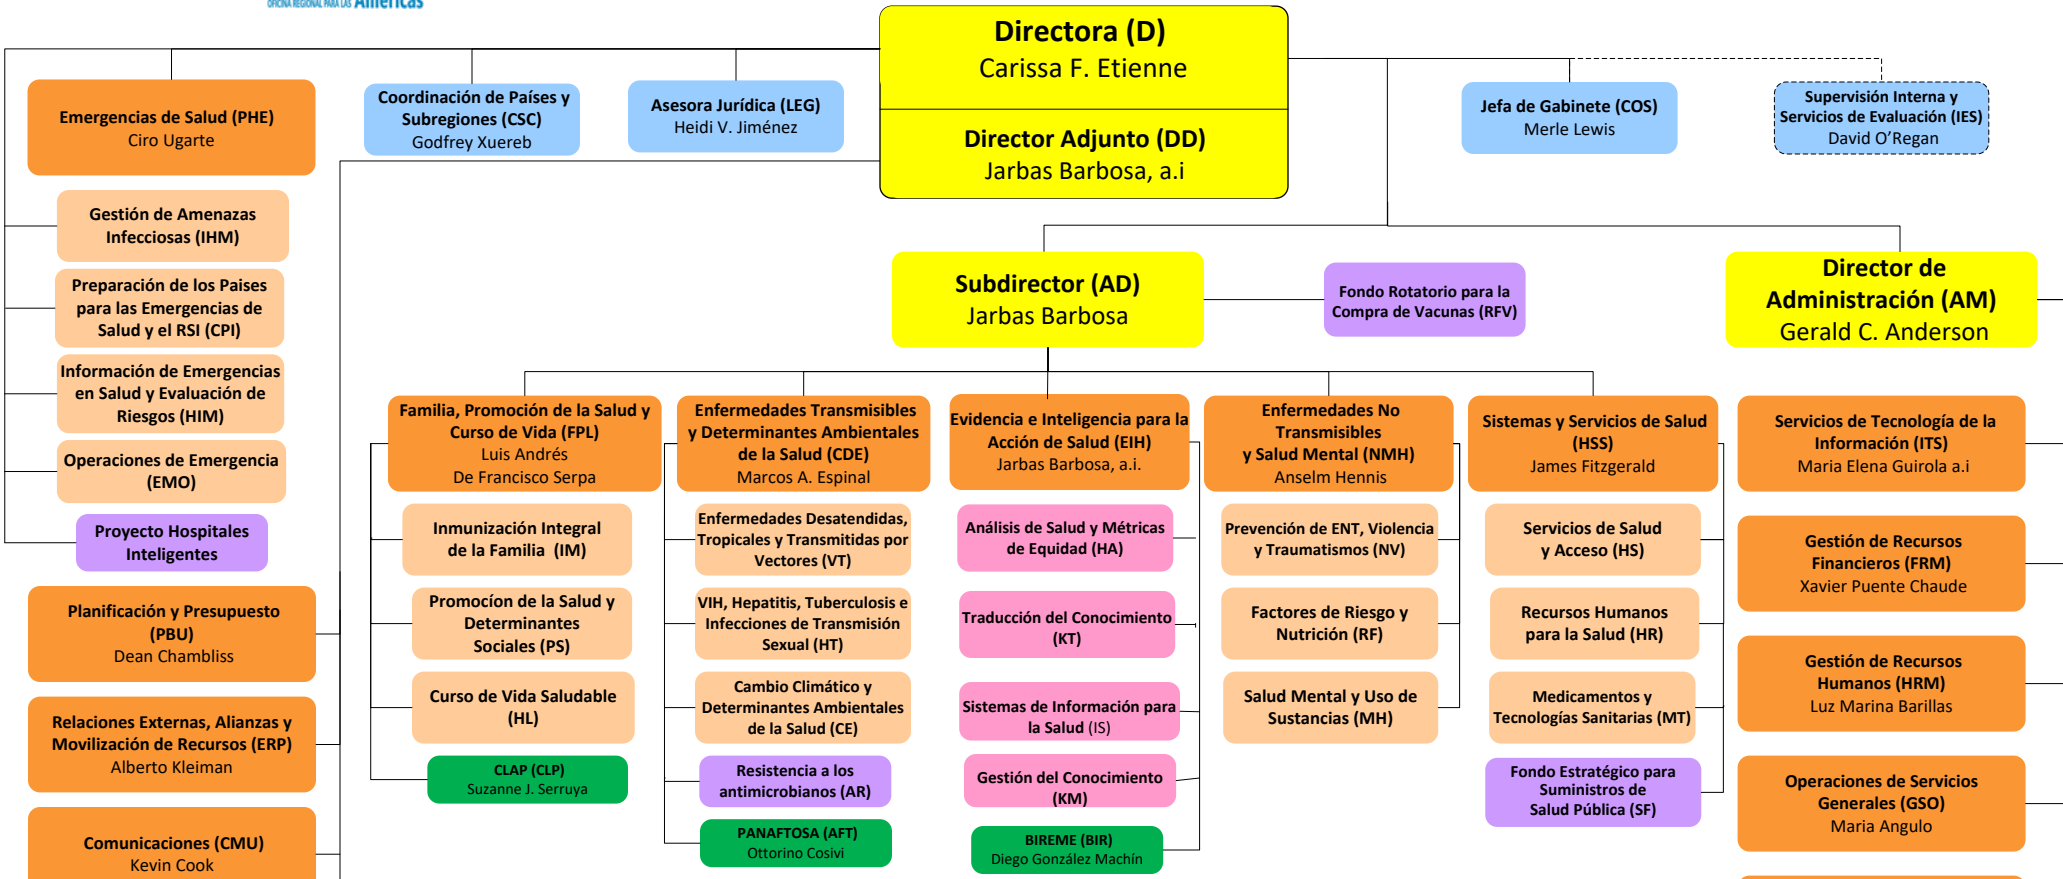 OFICINA REGIONAL PARA LAS Américas
Directora (D)
Carissa F. Etienne
Director Adjunto (DD)
Jarbas Barbosa, a.i
Emergencias de Salud (PHE)
Ciro Ugarte
Coordinación de Países y
Subregiones (CSC)
Godfrey Xuereb
Asesora Jurídica (LEG)
Heidi V. Jiménez
Jefa de Gabinete (COS)
Merle Lewis
Supervisión Interna y
Servicios de Evaluación (IES)
David O’Regan
Gestión de Amenazas
Infecciosas (IHM)
Preparación de los Paises
para las Emergencias de
Salud y el RSI (CPI)
Información de Emergencias
en Salud y Evaluación de
Riesgos (HIM)
Operaciones de Emergencia
(EMO)
Proyecto Hospitales
Inteligentes
Planificación y Presupuesto
(PBU)
Dean Chambliss
Relaciones Externas, Alianzas y
Movilización de Recursos (ERP)
Alberto Kleiman
Comunicaciones (CMU)
Kevin Cook
Subdirector (AD)
Jarbas Barbosa
Fondo Rotatorio para la
Compra de Vacunas (RFV)
Director de
Administración (AM)
Gerald C. Anderson
Familia, Promoción de la Salud y
Curso de Vida (FPL)
Luis Andrés
De Francisco Serpa
Inmunización Integral
de la Familia (IM)
Promocíon de la Salud y
Determinantes
Sociales (PS)
Curso de Vida Saludable
(HL)
CLAP (CLP)
Suzanne J. Serruya
Enfermedades Transmisibles
y Determinantes Ambientales
de la Salud (CDE)
Marcos A. Espinal
Enfermedades Desatendidas,
Tropicales y Transmitidas por
Vectores (VT)
VIH, Hepatitis, Tuberculosis e
Infecciones de Transmisión
Sexual (HT)
Cambio Climático y
Determinantes Ambientales
de la Salud (CE)
Resistencia a los
antimicrobianos (AR)
PANAFTOSA (AFT)
Ottorino Cosivi
Evidencia e Inteligencia para la
Acción de Salud (EIH)
Jarbas Barbosa, a.i.
Análisis de Salud y Métricas
de Equidad (HA)
Traducción del Conocimiento
(KT)
Sistemas de Información para
la Salud (IS)
Gestión del Conocimiento
(KM)
BIREME (BIR)
Diego González Machín
Enfermedades No
Transmisibles
y Salud Mental (NMH)
Anselm Hennis
Prevención de ENT, Violencia
y Traumatismos (NV)
Factores de Riesgo y
Nutrición (RF)
Salud Mental y Uso de
Sustancias (MH)
Sistemas y Servicios de Salud
(HSS)
James Fitzgerald
Servicios de Salud
y Acceso (HS)
Recursos Humanos
para la Salud (HR)
Medicamentos y
Tecnologías Sanitarias (MT)
Fondo Estratégico para
Suministros de
Salud Pública (SF)
Servicios de Tecnología de la
Información (ITS)
Maria Elena Guirola a.i
Gestión de Recursos
Financieros (FRM)
Xavier Puente Chaude
Gestión de Recursos
Humanos (HRM)
Luz Marina Barillas
Operaciones de Servicios
Generales (GSO)
Maria Angulo